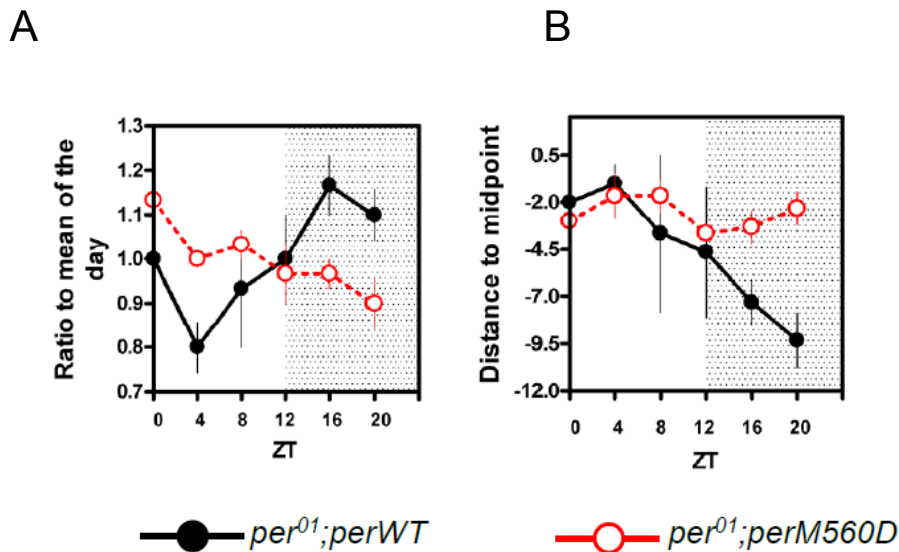 A
B
Ratio to mean of the
day
1.3
1.2
1.1
1.0
0.9
0.8
0.7
0 4 8 12 16 20
ZT
Distance to midpoint
0.5
-2.0
-4.5
-7.0
-9.5
-12.0
0 4 8 12 16 20
ZT
per01;perWT
per01;perM560D